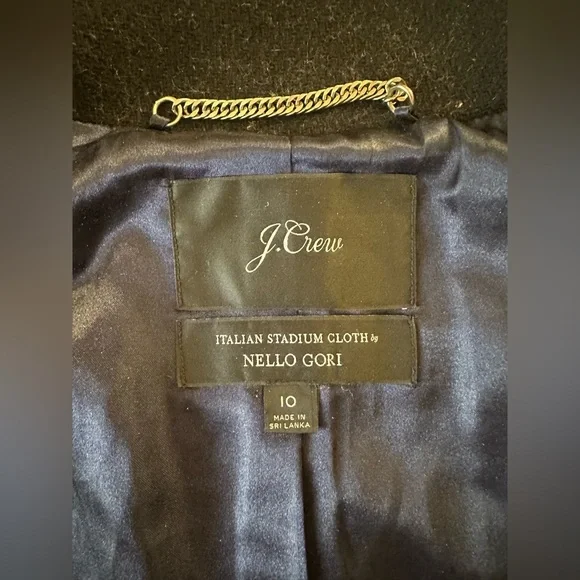 J.Crew
ITALIAN STADIUM CLOTH by
NELLO GORI
10
MADE IN
SRI LANKA